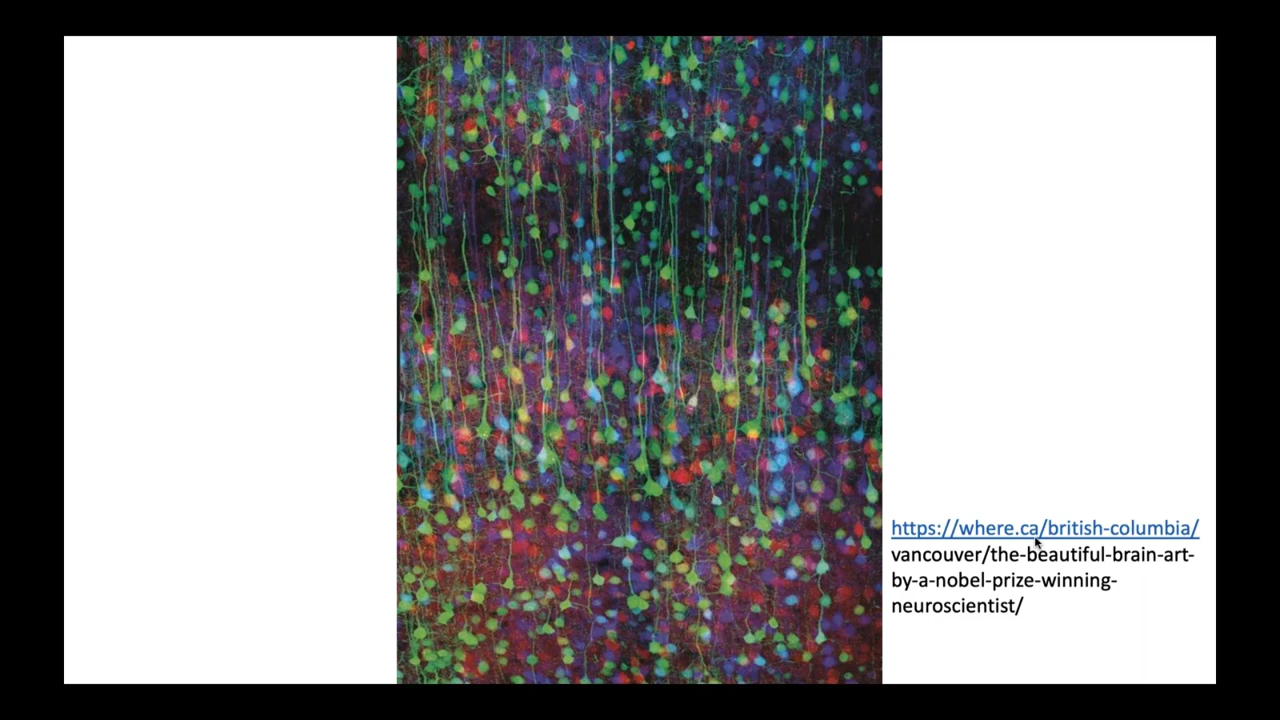 https://where.ca/british-columbia/
vancouver/the-beautiful-brain-art-
by-a-nobel-prize-winning-
neuroscientist/